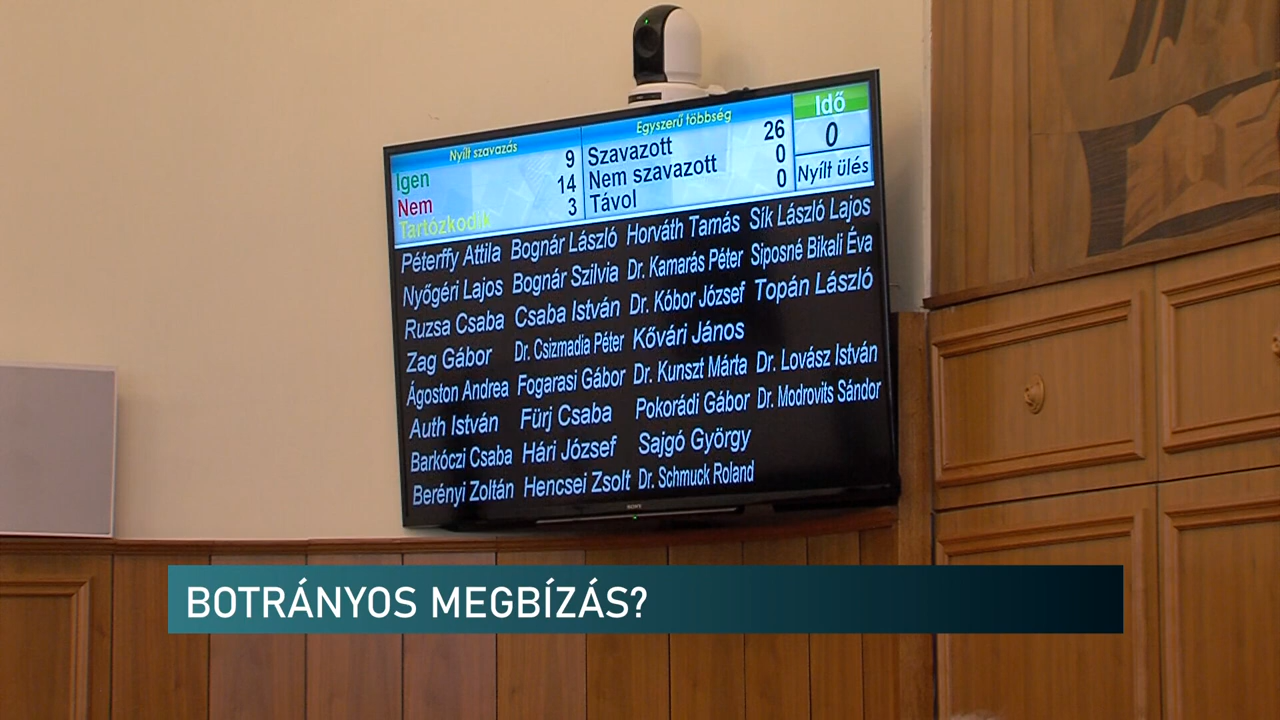 Nyílt szavazás
Igen 9
Nem 14
Tartózkodik 3
Egyszerű többség
Szavazott 26
Nem szavazott 0
Távol 0
Idő
0
Nyílt ülés
Péterffy Attila Bognár László Horváth Tamás Sík László Lajos
Nyőgéri Lajos Bognár Szilvia Dr. Kamarás Péter Siposné Bikali Éva
Ruzsa Csaba Csaba István Dr. Kóbor József Topán László
Zag Gábor Dr. Csizmadia Péter Kővári János
Ágoston Andrea Fogarasi Gábor Dr. Kunszt Márta Dr. Lovász István
Auth István Fürj Csaba Pokorádi Gábor Dr. Modrovits Sándor
Barkóczi Csaba Hári József Sajgó György
Berényi Zoltán Hencsei Zsolt Dr. Schmuck Roland
SONY
BOTRÁNYOS MEGBÍZÁS?